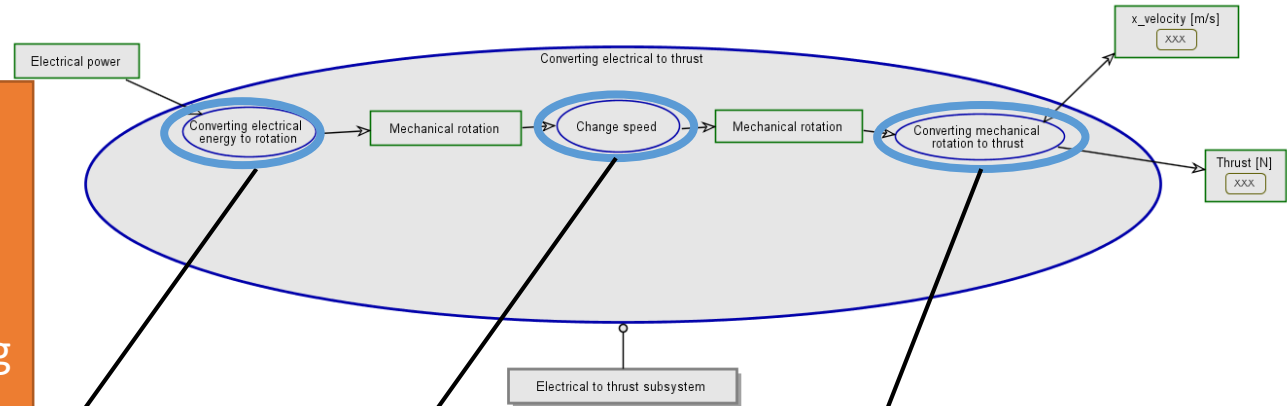 x_velocity [m/s]
xxx
Electrical power
Converting electrical to thrust
Converting electrical
energy to rotation
Mechanical rotation
Change speed
Mechanical rotation
Converting mechanical
rotation to thrust
Thrust [N]
xxx
g
Electrical to thrust subsystem